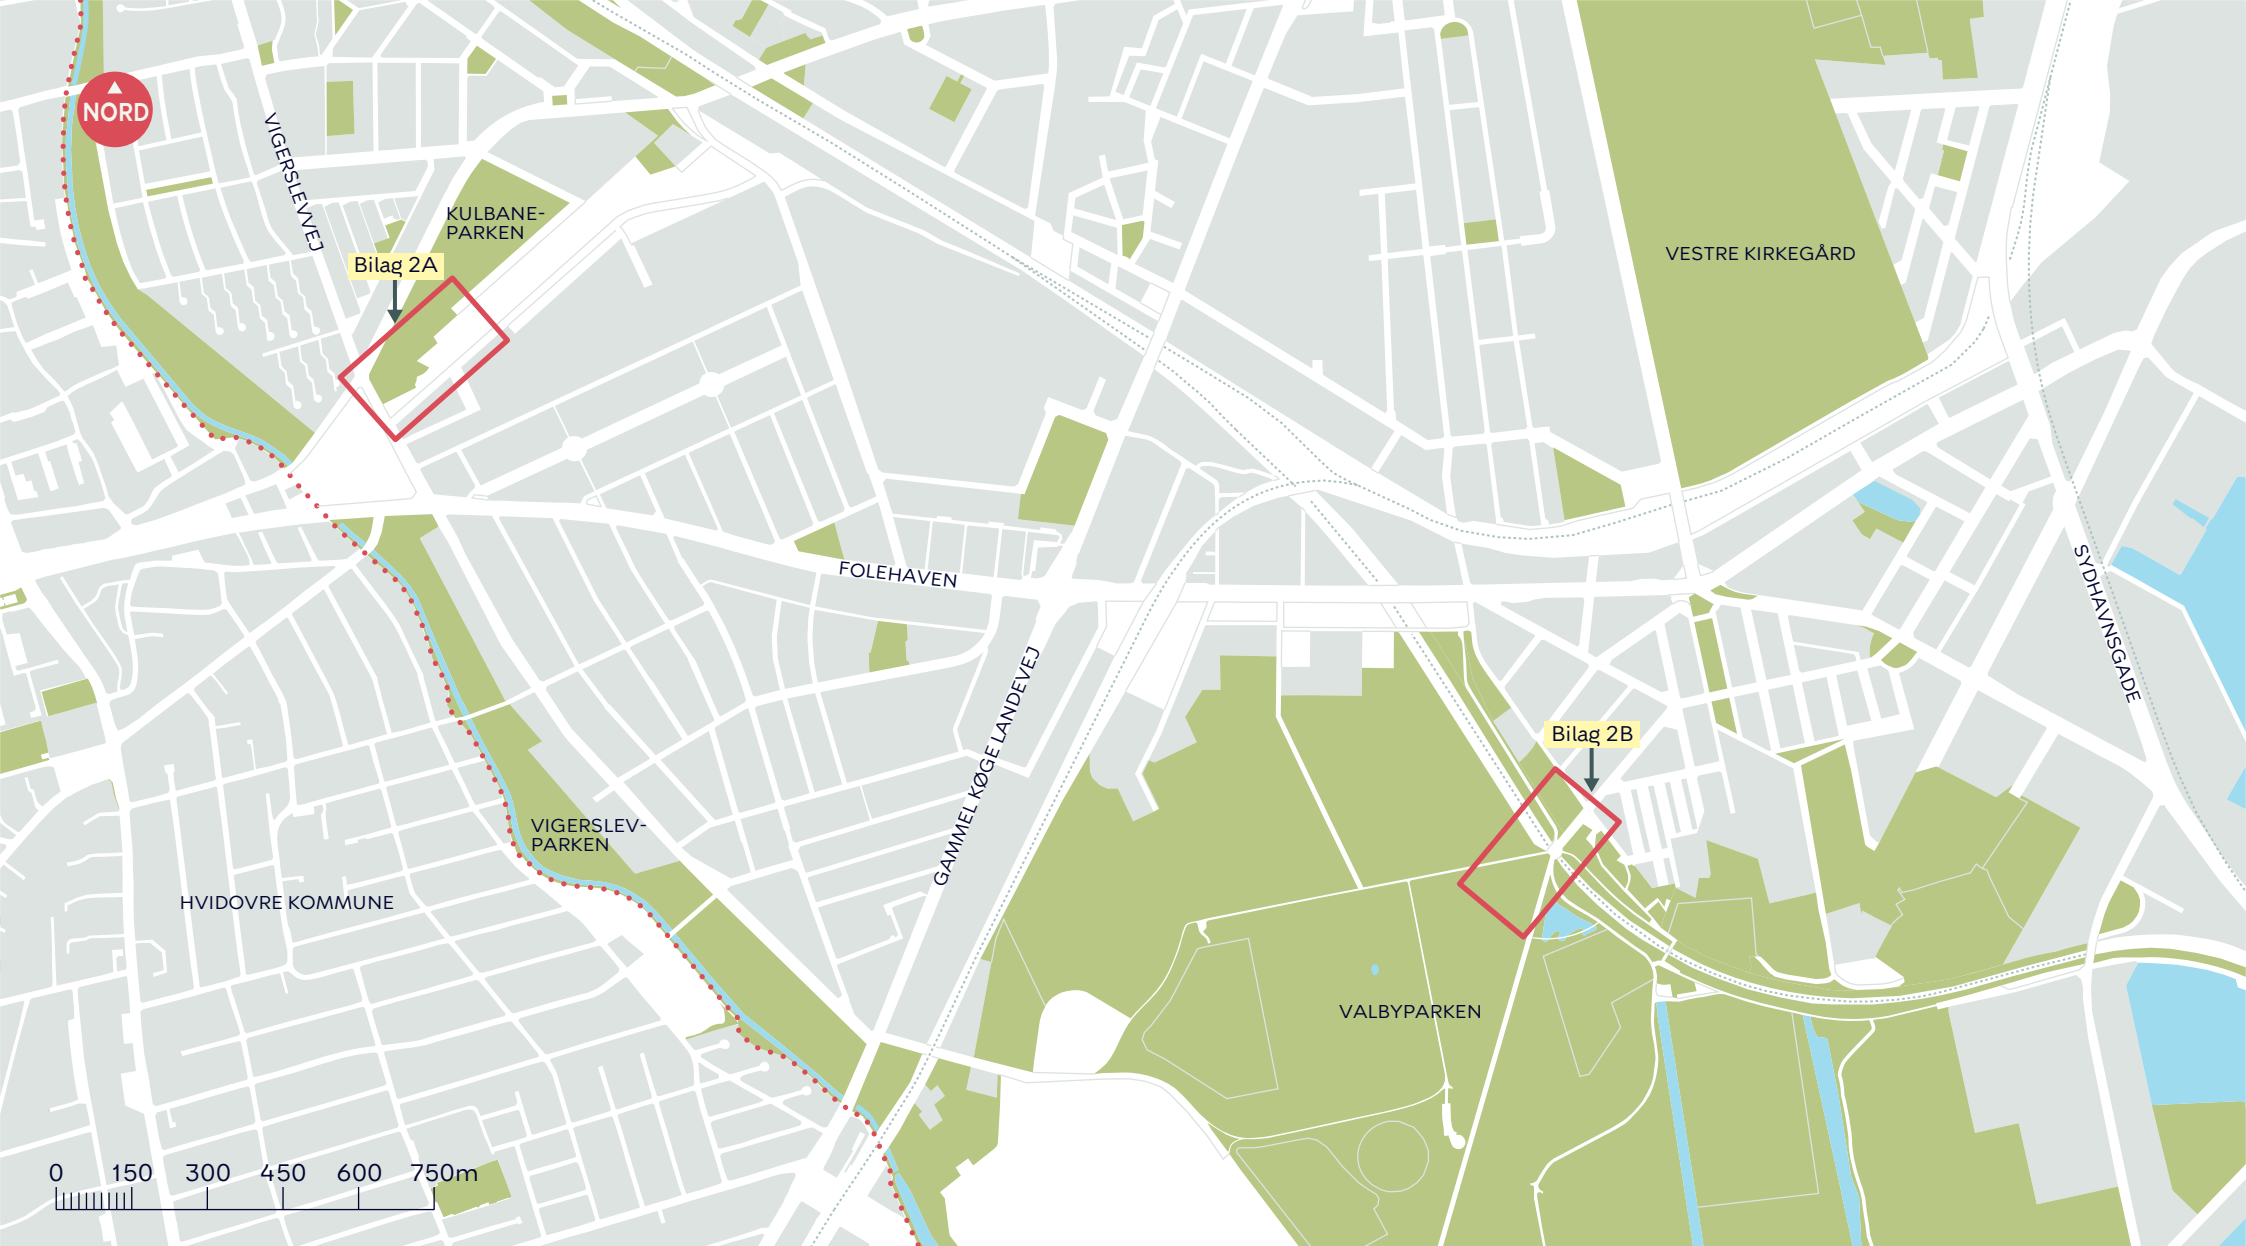 NORD
VIGERSLEVVEJ
KULBANE-
PARKEN
Bilag 2A
VESTRE KIRKEGÅRD
FOLEHAVEN
SYDHAVNSGADE
GAMMEL KØGE LANDEVEJ
Bilag 2B
VIGERSLEV-
PARKEN
HVIDOVRE KOMMUNE
VALBYPARKEN
0 150 300 450 600 750m